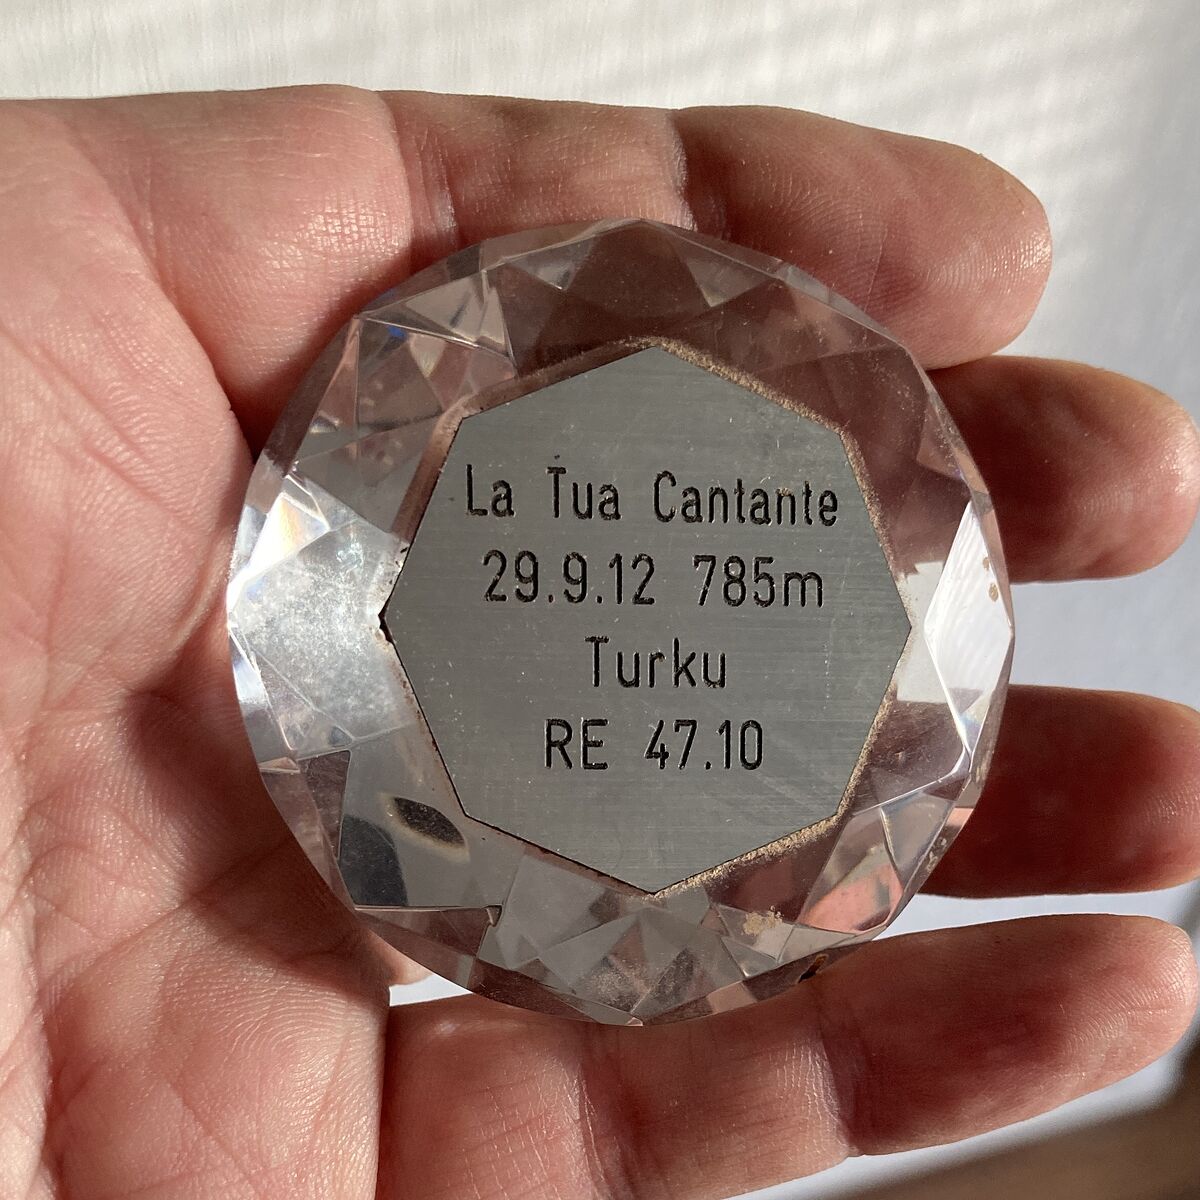 La Tua Cantante
29.9.12 785m
Turku
RE 47.10